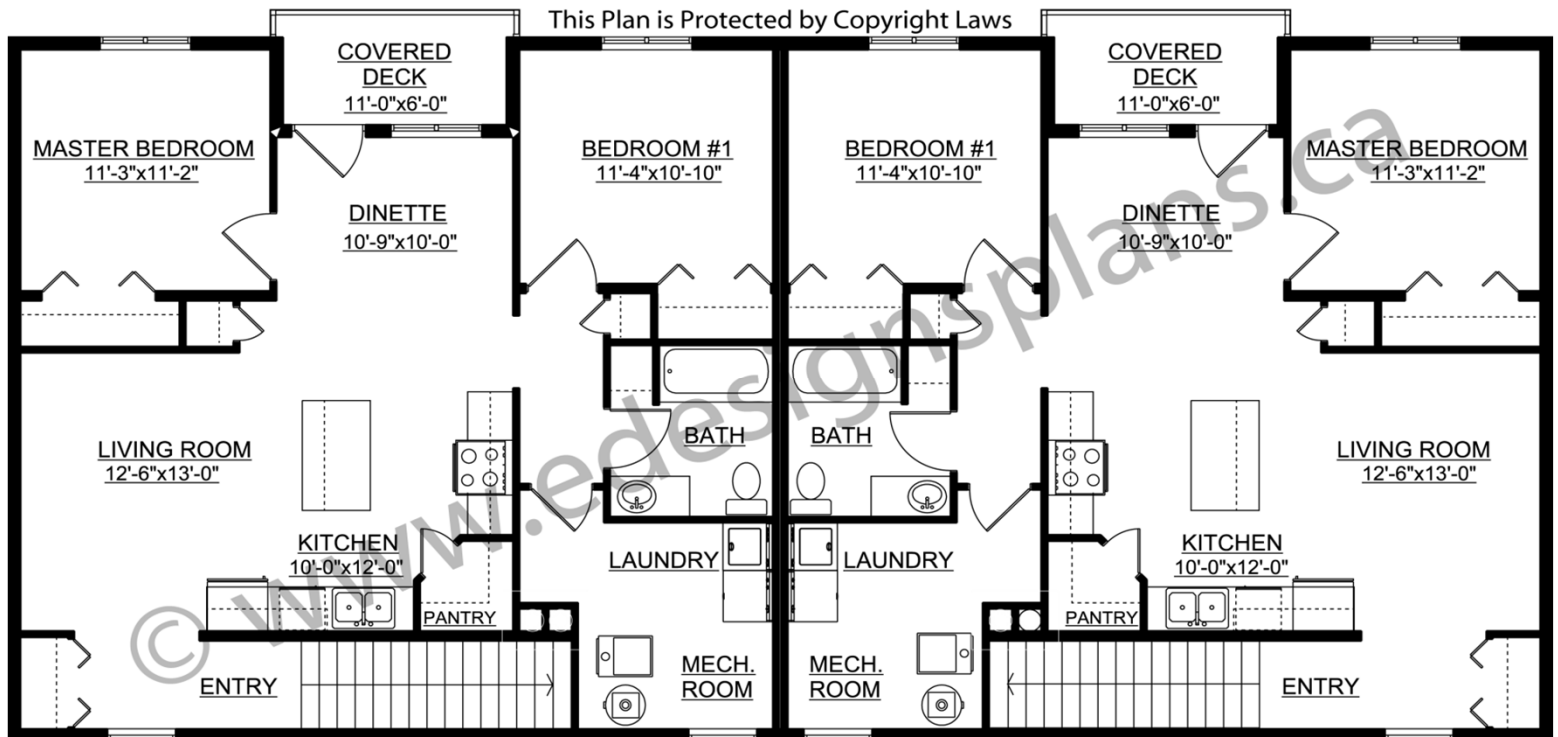 This Plan is Protected by Copyright Laws
COVERED
DECK
11'-0"x6'-0"
COVERED
DECK
11'-0"x6'-0"
MASTER BEDROOM
11'-3"x11'-2"
BEDROOM #1
11'-4"x10'-10"
BEDROOM #1
11'-4"x10'-10"
MASTER BEDROOM
11'-3"x11'-2"
DINETTE
10'-9"x10'-0"
DINETTE
10'-9"x10'-0"
LIVING ROOM
12'-6"x13'-0"
BATH
BATH
LIVING ROOM
12'-6"x13'-0"
KITCHEN
10'-0"x12'-0"
LAUNDRY
LAUNDRY
KITCHEN
10'-0"x12'-0"
PANTRY
PANTRY
ENTRY
MECH.
ROOM
MECH.
ROOM
ENTRY
© www.edesignsplans.ca